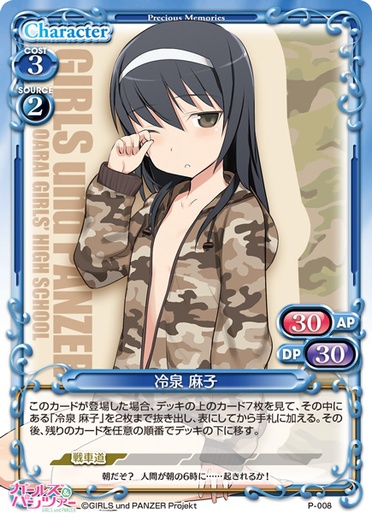 Precious Memories
Character
COST
3
SOURCE
2
GIRLS und PANZER
OARAI GIRLS' HIGH SCHOOL
30 AP
DP 30
冷泉 麻子
このカードが登場した場合、デッキの上のカード7枚を見て、その中に
ある「冷泉 麻子」を2枚まで抜き出し、表にしてから手札に加える。その
後、残りのカードを任意の順番でデッキの下に移す。
戦車道
朝だぞ？ 人間が朝の6時に……起きれるか！
ガールズ&パンツァー
GIRLS und PANZER
©GIRLS und PANZER Projekt
P-008